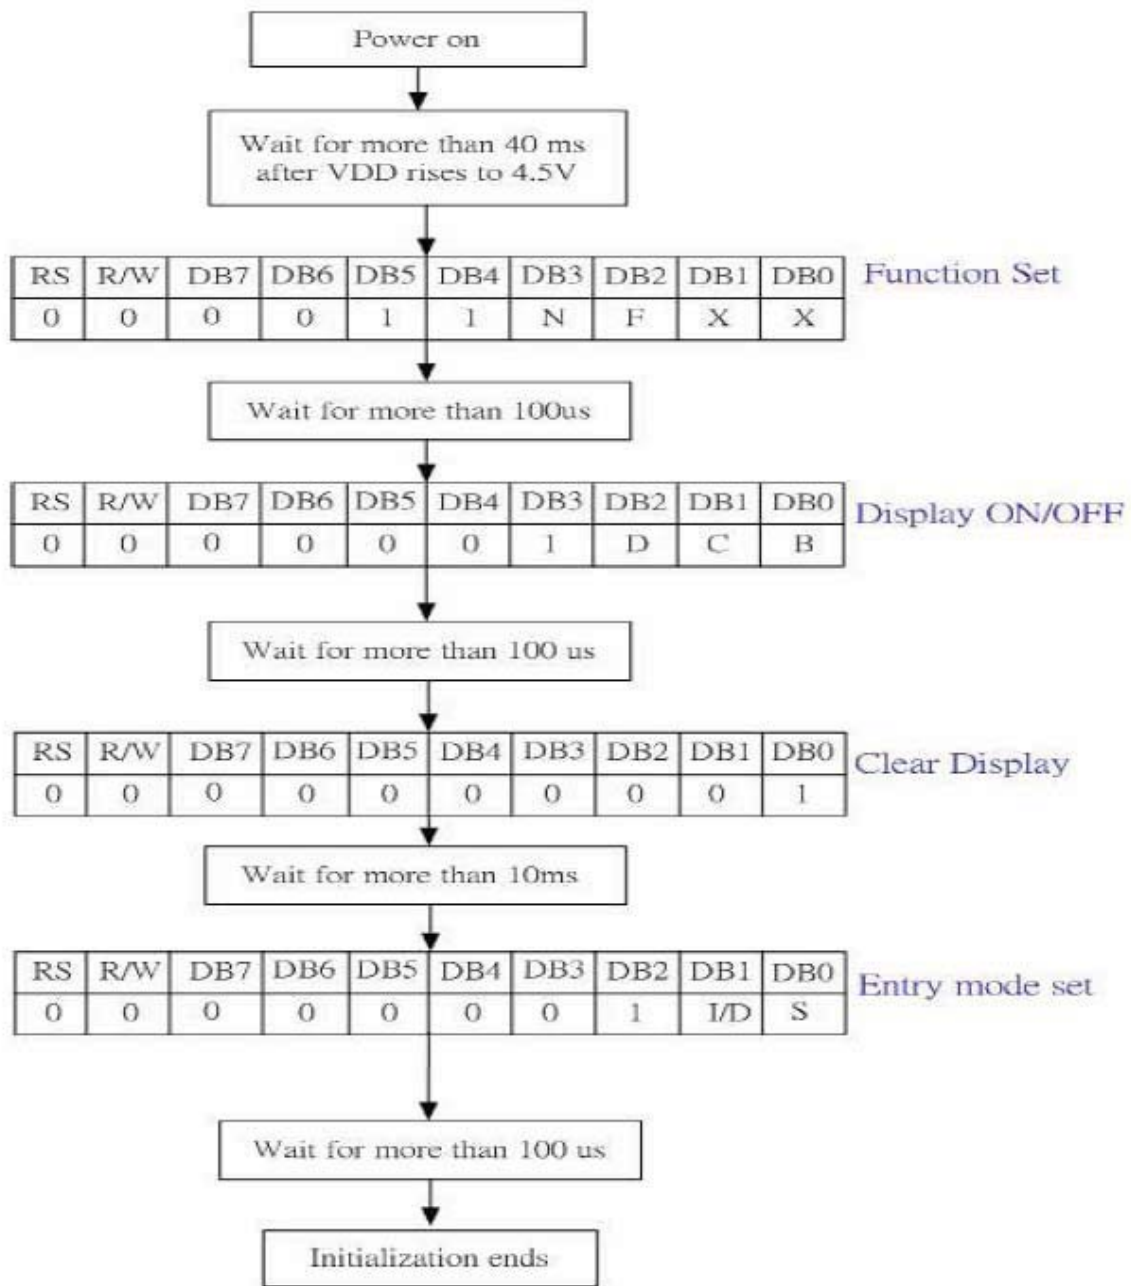 Power on
Wait for more than 40 ms
after VDD rises to 4.5V
RS R/W DB7 DB6 DB5 DB4 DB3 DB2 DB1 DB0 Function Set
0 0 0 0 1 1 N F X X
Wait for more than 100us
RS R/W DB7 DB6 DB5 DB4 DB3 DB2 DB1 DB0 Display ON/OFF
0 0 0 0 0 0 1 D C B
Wait for more than 100 us
RS R/W DB7 DB6 DB5 DB4 DB3 DB2 DB1 DB0 Clear Display
0 0 0 0 0 0 0 0 0 1
Wait for more than 10ms
RS R/W DB7 DB6 DB5 DB4 DB3 DB2 DB1 DB0 Entry mode set
0 0 0 0 0 0 0 1 I/D S
Wait for more than 100 us
Initialization ends